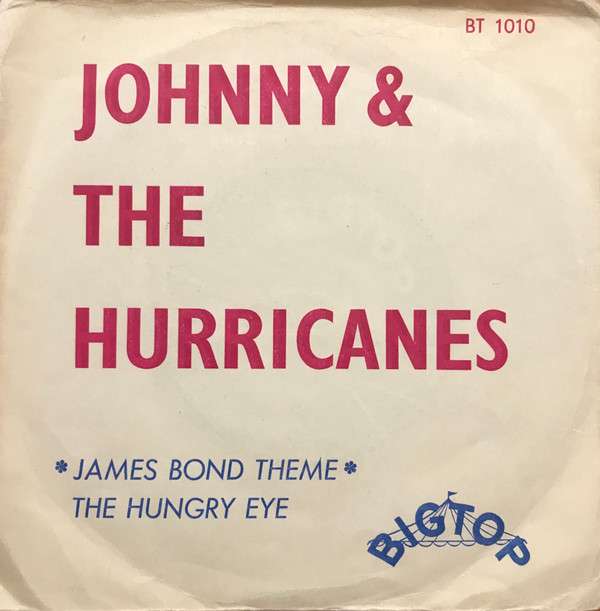 BT 1010
JOHNNY &
THE
HURRICANES
* JAMES BOND THEME *
THE HUNGRY EYE
BIGTOP